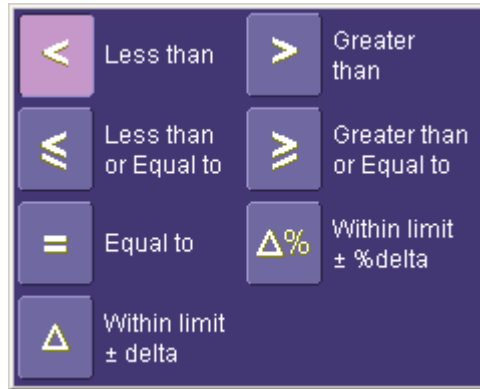 < Less than
> Greater
than
≤ Less than
or Equal to
≥ Greater than
or Equal to
= Equal to
Δ% Within limit
± %delta
Δ Within limit
± delta